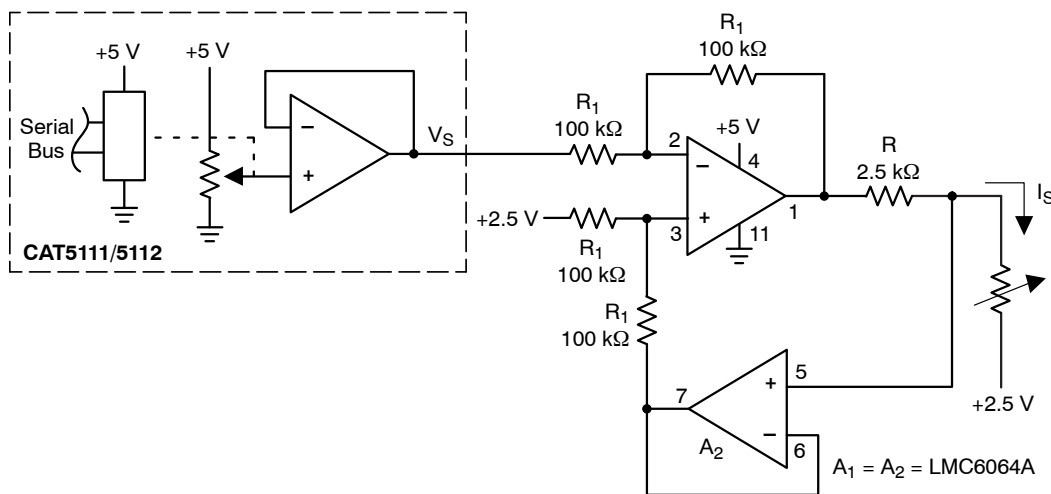 +5 V
+5 V
Serial
Bus
−
+
V_S
CAT5111/5112
R_1
100 kΩ
R_1
100 kΩ
2
−
+5 V
4
+
3
11
1
R
2.5 kΩ
I_S
+2.5 V
R_1
100 kΩ
R_1
100 kΩ
7
+
5
−
6
A_2
+2.5 V
A_1 = A_2 = LMC6064A